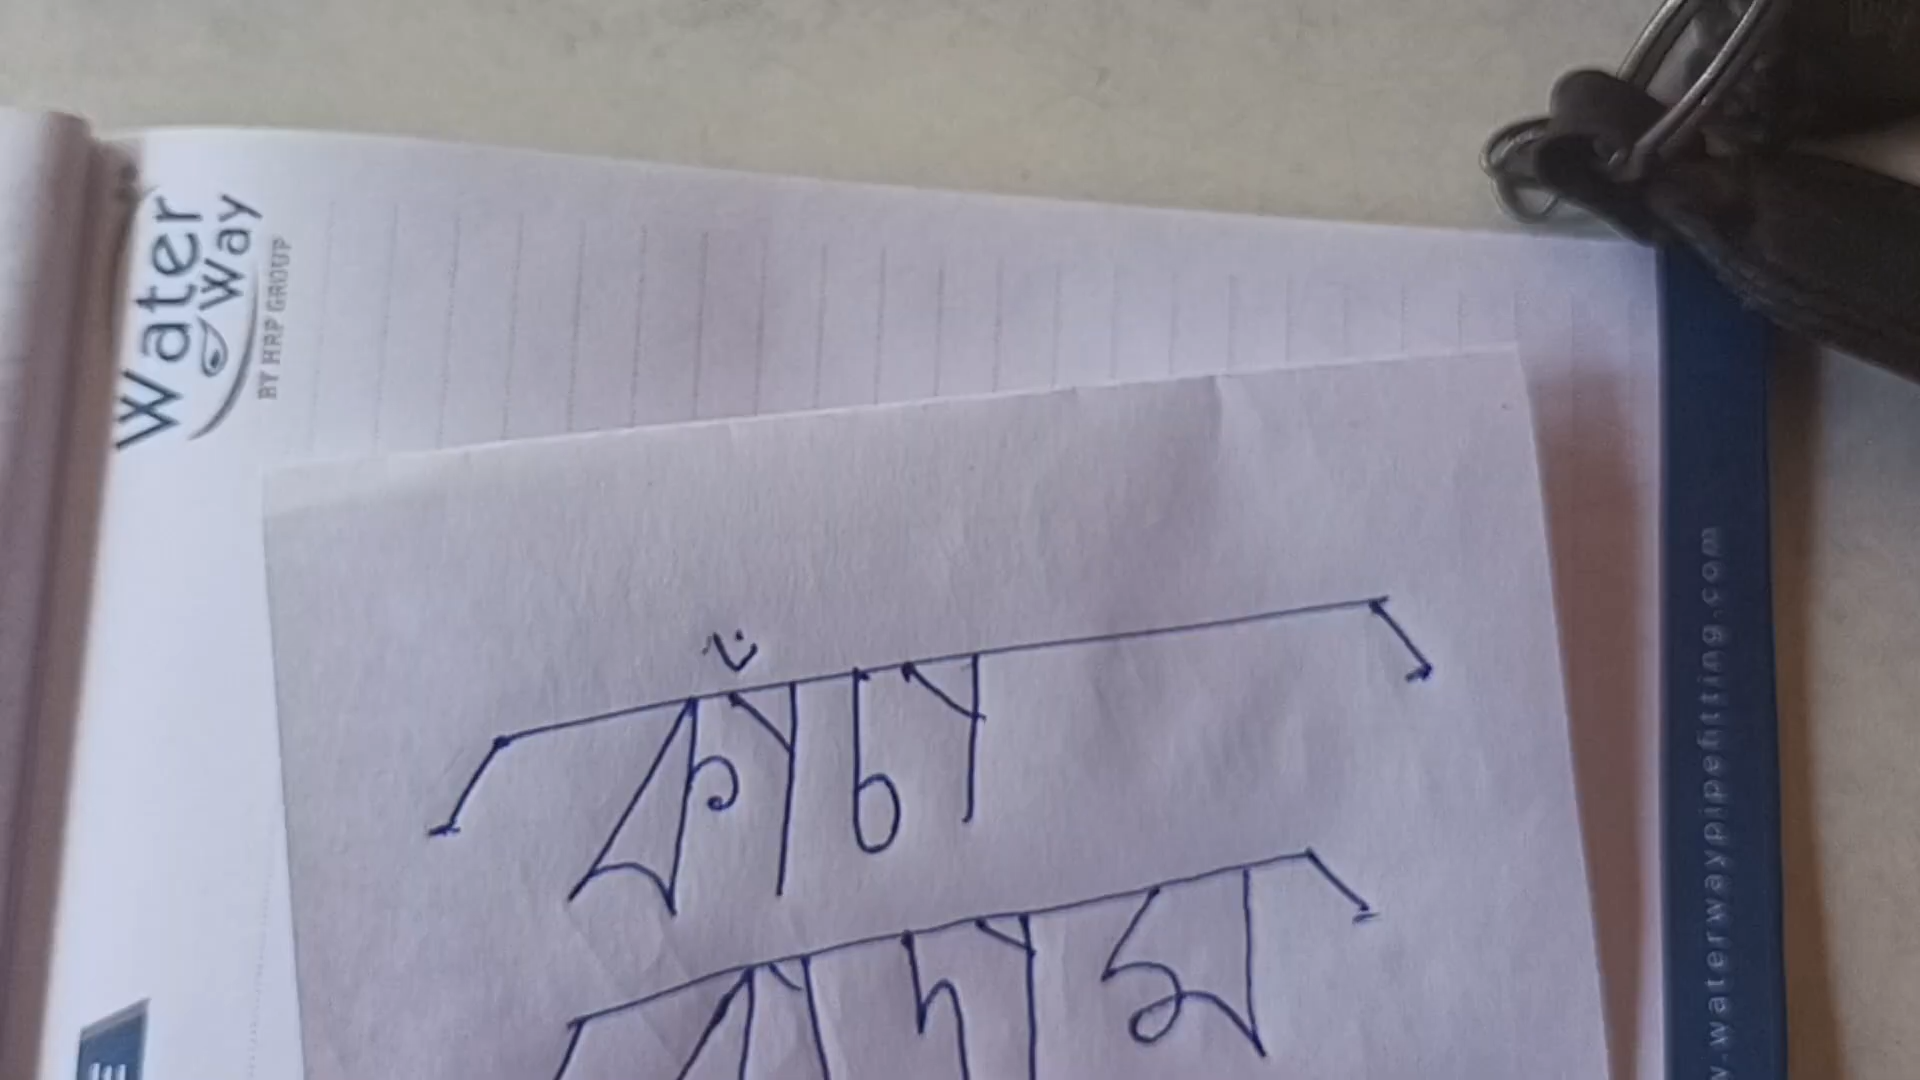 Water
Way
BY HRP GROUP
কাঁচা
বাদাম
w.waterwaypipefitting.com